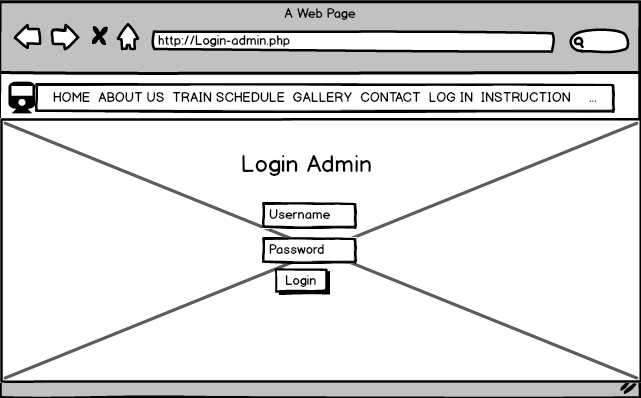 A Web Page
http://Login-admin.php
HOME ABOUT US TRAIN SCHEDULE GALLERY CONTACT LOG IN INSTRUCTION ...
Login Admin
Username
Password
Login